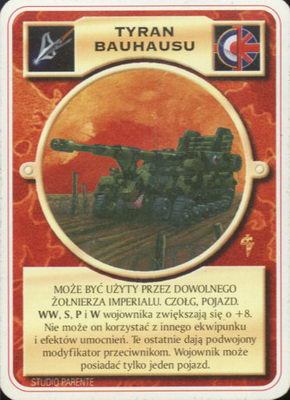 TYRAN
BAUHAUSU
MOŻE BYĆ UŻYTY PRZEZ DOWOLNEGO
ŻOŁNIERZA IMPERIALU. CZOŁG, POJAZD.
WW, S, P i W wojownika zwiększają się o +8.
Nie może on korzystać z innego ekwipunku
i efektów umocnień. Te ostatnie dają podwojony
modyfikator przeciwnikom. Wojownik może
posiadać tylko jeden pojazd.
STUDIO PARENTE